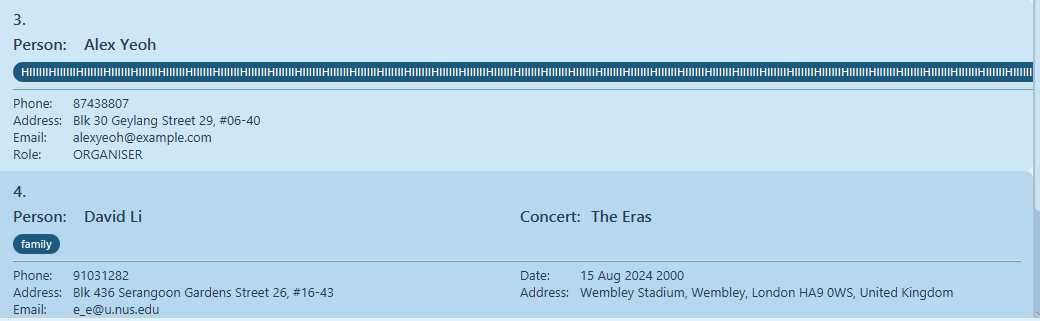 3.
Person: Alex Yeoh
Phone: 87438807
Address: Blk 30 Geylang Street 29, #06-40
Email: alexyeoh@example.com
Role: ORGANISER
4.
Person: David Li Concert: The Eras
family
Phone: 91031282 Date: 15 Aug 2024 2000
Address: Blk 436 Serangoon Gardens Street 26, #16-43 Address: Wembley Stadium, Wembley, London HA9 0WS, United Kingdom
Email: e_e@u.nus.edu